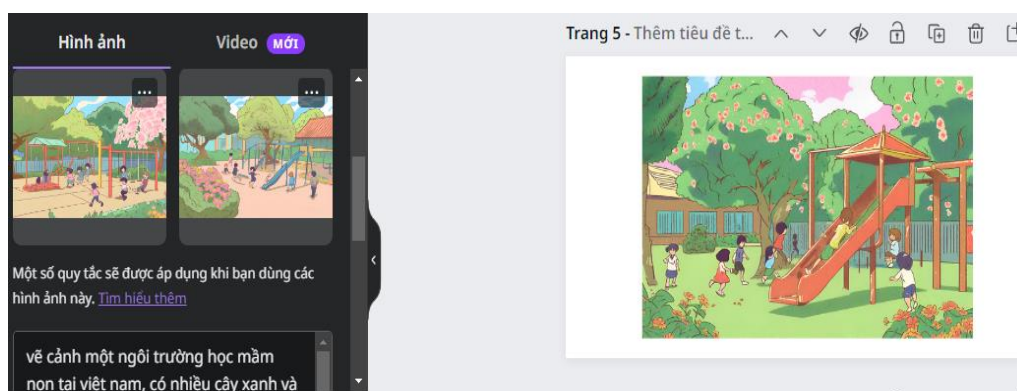 Hình ảnh
Video MỚI
Một số quy tắc sẽ được áp dụng khi bạn dùng các
hình ảnh này. Tìm hiểu thêm
vẽ cảnh một ngôi trường học mầm
non tại việt nam, có nhiều cây xanh và
Trang 5 - Thêm tiêu đề t...